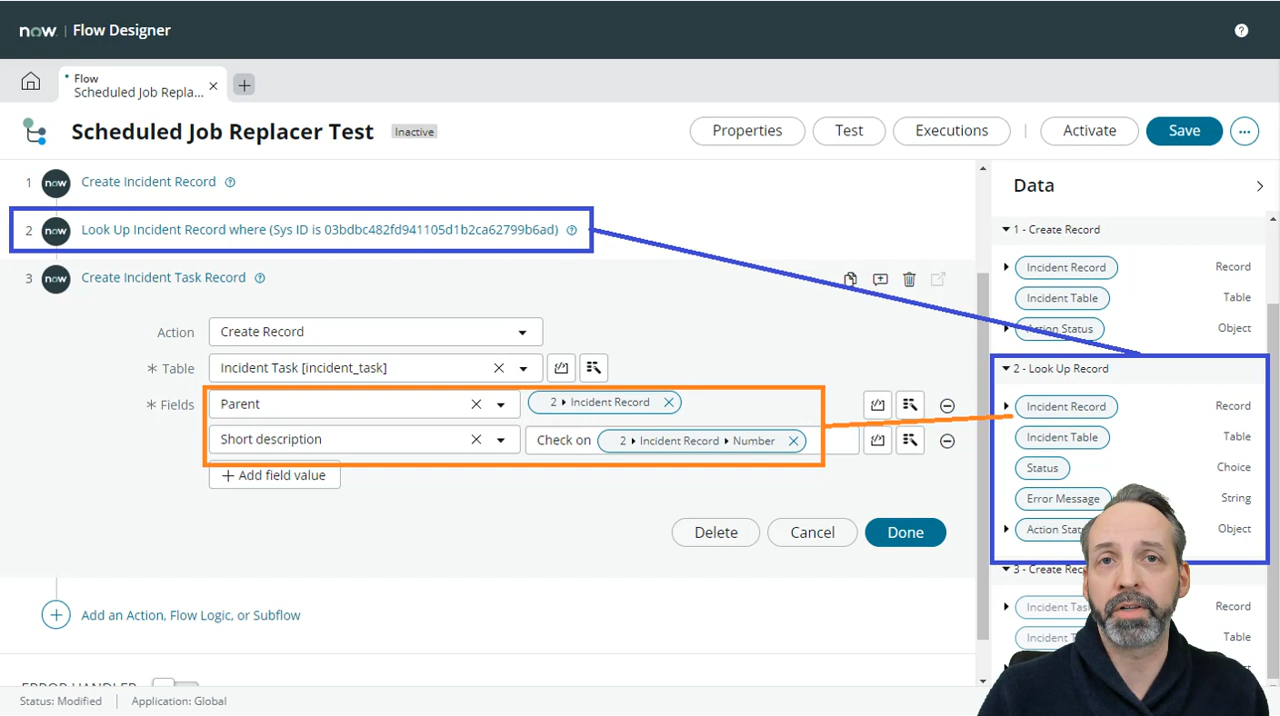 now. | Flow Designer
Flow
Scheduled Job Repla...
Scheduled Job Replacer Test
Inactive
Properties
Test
Executions
Activate
Save
1 now Create Incident Record
2 now Look Up Incident Record where (Sys ID is 03bdbc482fd941105d1b2ca62799b6ad)
3 now Create Incident Task Record
Action Create Record
* Table Incident Task [incident_task]
* Fields Parent 2 Incident Record
Short description Check on 2 Incident Record Number
+ Add field value
Delete
Cancel
Done
Add an Action, Flow Logic, or Subflow
ERROR HANDLER
Status: Modified
Application: Global
Data
1 - Create Record
Incident Record Record
Incident Table Table
Action Status Object
2 - Look Up Record
Incident Record Record
Incident Table Table
Status Choice
Error Message String
Action Stat Object
3 - Create Reco
Incident Tas Record
Incident T Table